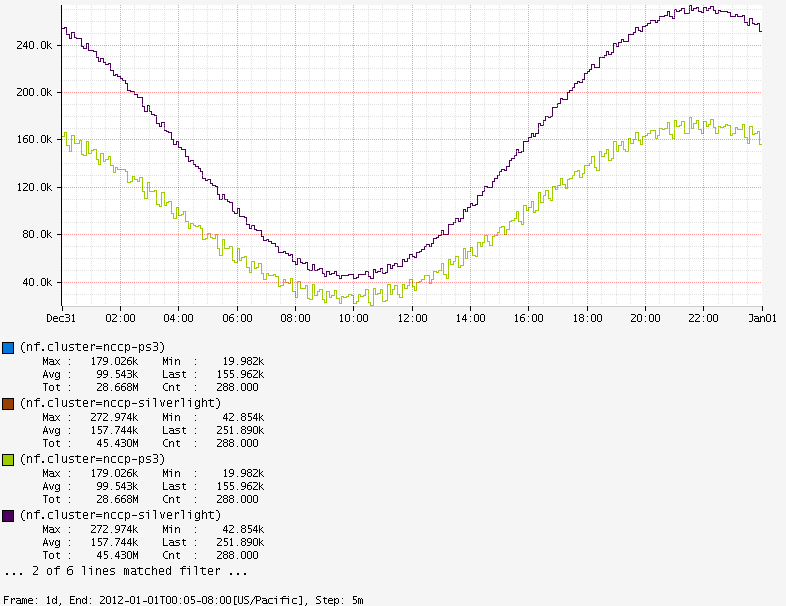 240.0k
200.0k
160.0k
120.0k
80.0k
40.0k
Dec31 02:00 04:00 06:00 08:00 10:00 12:00 14:00 16:00 18:00 20:00 22:00 Jan01
(nf.cluster=nccp-ps3)
Max : 179.026k Min : 19.982k
Avg : 99.543k Last : 155.962k
Tot : 28.668M Cnt : 288.000
(nf.cluster=nccp-silverlight)
Max : 272.974k Min : 42.854k
Avg : 157.744k Last : 251.890k
Tot : 45.430M Cnt : 288.000
(nf.cluster=nccp-ps3)
Max : 179.026k Min : 19.982k
Avg : 99.543k Last : 155.962k
Tot : 28.668M Cnt : 288.000
(nf.cluster=nccp-silverlight)
Max : 272.974k Min : 42.854k
Avg : 157.744k Last : 251.890k
Tot : 45.430M Cnt : 288.000
... 2 of 6 lines matched filter ...
Frame: 1d, End: 2012-01-01T00:05-08:00[US/Pacific], Step: 5m